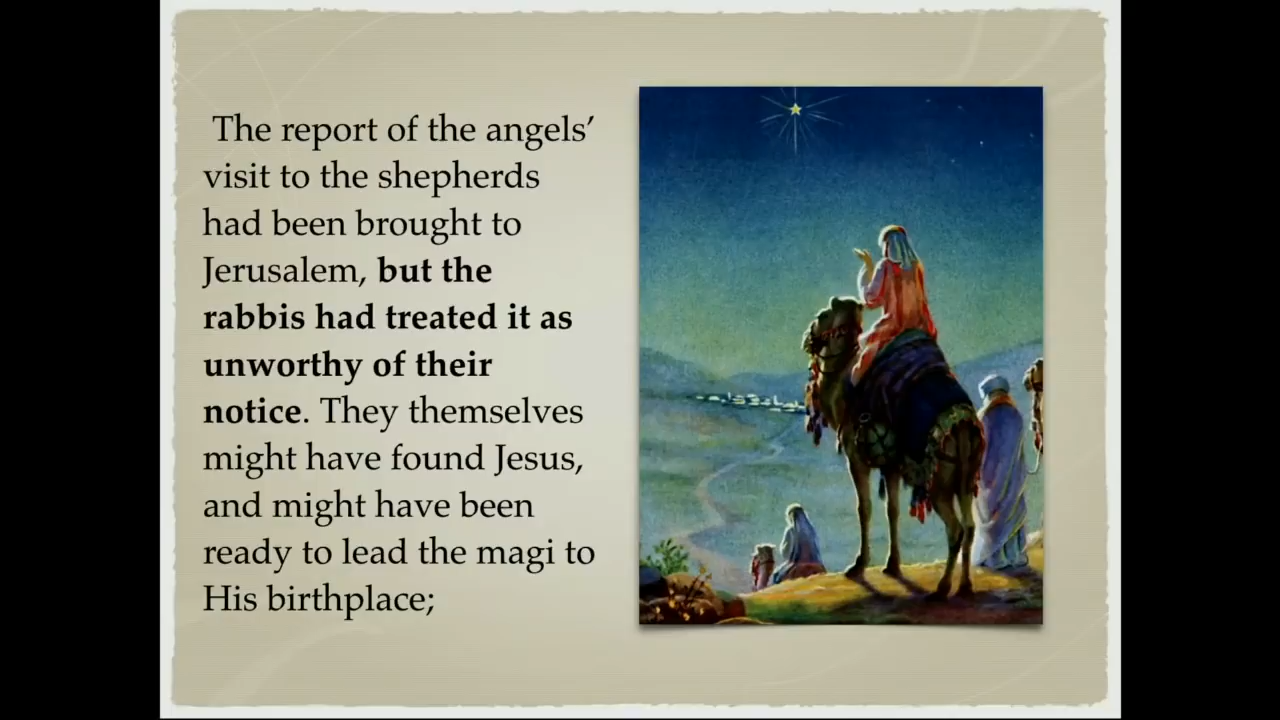 The report of the angels’
visit to the shepherds
had been brought to
Jerusalem, but the
rabbis had treated it as
unworthy of their
notice. They themselves
might have found Jesus,
and might have been
ready to lead the magi to
His birthplace;